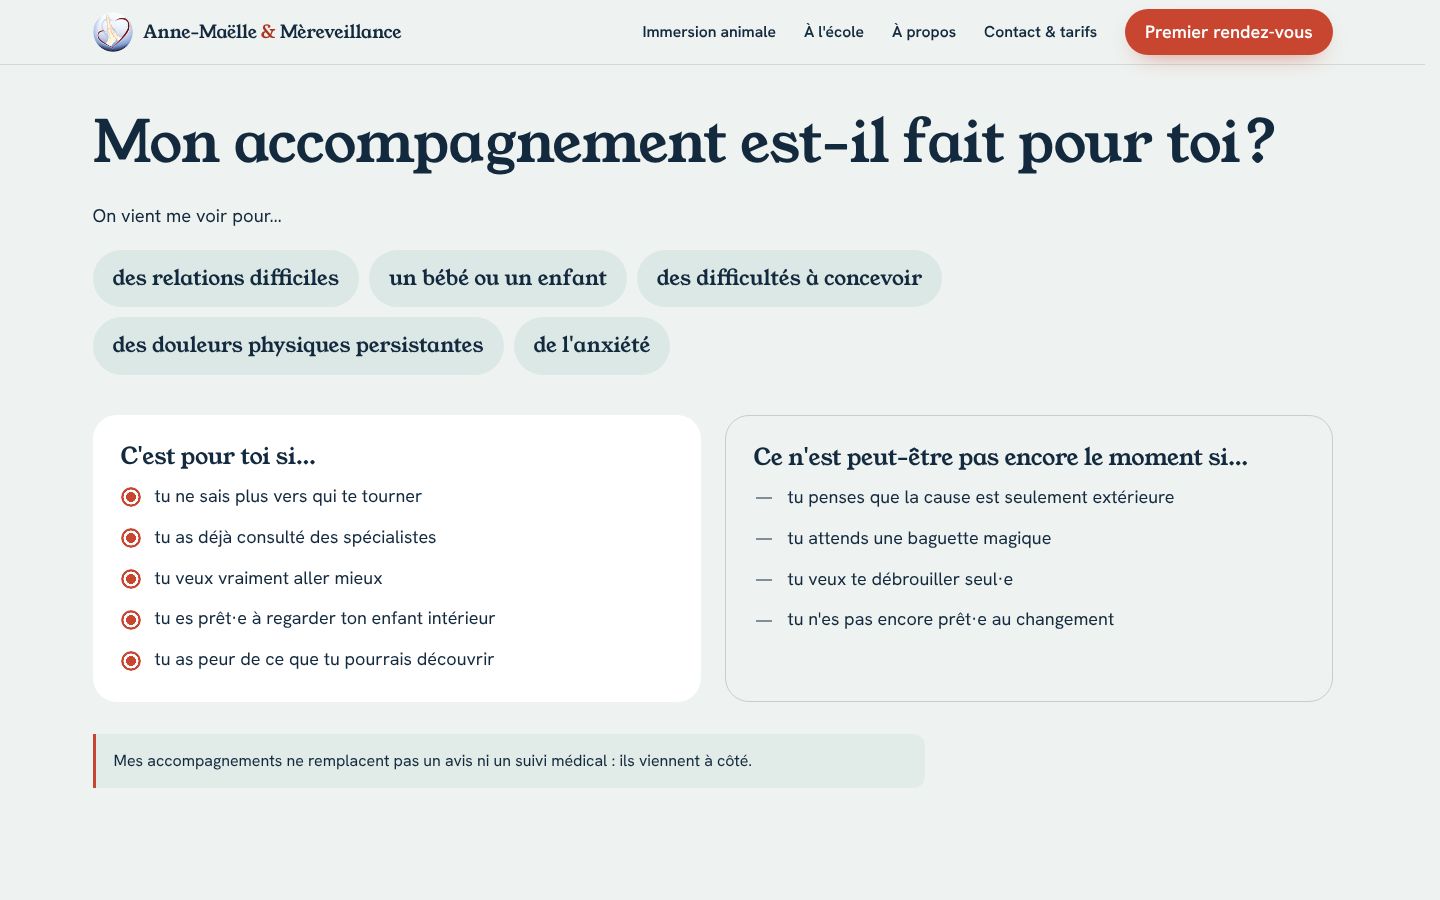 Anne-Maëlle & Mèreveillance
Immersion animale
À l'école
À propos
Contact & tarifs
Premier rendez-vous
Mon accompagnement est-il fait pour toi ?
On vient me voir pour…
des relations difficiles
un bébé ou un enfant
des difficultés à concevoir
des douleurs physiques persistantes
de l'anxiété
C'est pour toi si…
tu ne sais plus vers qui te tourner
tu as déjà consulté des spécialistes
tu veux vraiment aller mieux
tu es prêt·e à regarder ton enfant intérieur
tu as peur de ce que tu pourrais découvrir
Ce n'est peut-être pas encore le moment si…
— tu penses que la cause est seulement extérieure
— tu attends une baguette magique
— tu veux te débrouiller seul·e
— tu n'es pas encore prêt·e au changement
Mes accompagnements ne remplacent pas un avis ni un suivi médical : ils viennent à côté.